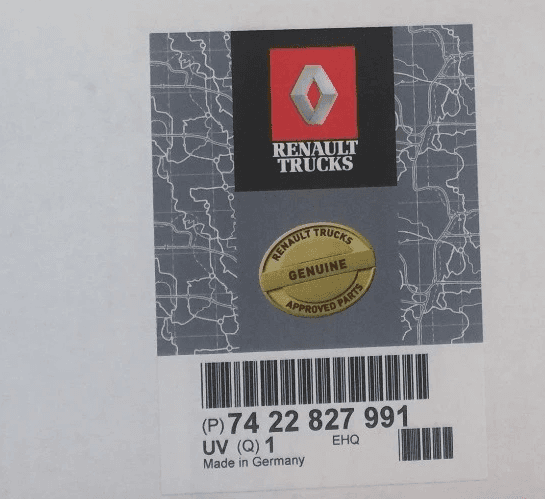 RENAULT
TRUCKS
RENAULT TRUCKS
GENUINE
APPROVED PARTS
(P) 74 22 827 991
UV (Q) 1 EHQ
Made in Germany